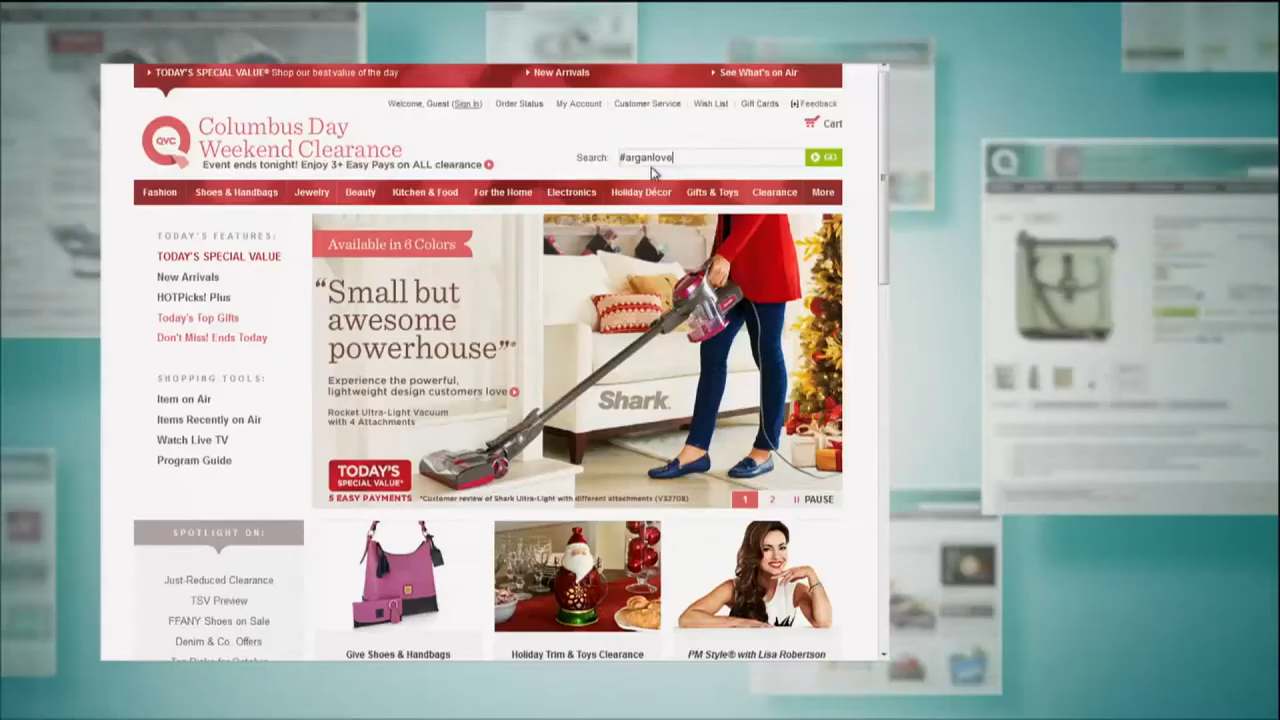 TODAY'S SPECIAL VALUE® Shop our best value of the day
New Arrivals
See What's on Air
Welcome, Guest (Sign In)
Order Status
My Account
Customer Service
Wish List
Gift Cards
[+] Feedback
Cart
QVC
Columbus Day
Weekend Clearance
Event ends tonight! Enjoy 3+ Easy Pays on ALL clearance
Search: #arganlove GO
Fashion Shoes & Handbags Jewelry Beauty Kitchen & Food For the Home Electronics Holiday Décor Gifts & Toys Clearance More
TODAY'S FEATURES:
TODAY'S SPECIAL VALUE
New Arrivals
HOTPicks! Plus
Today's Top Gifts
Don't Miss! Ends Today
SHOPPING TOOLS:
Item on Air
Items Recently on Air
Watch Live TV
Program Guide
Available in 6 Colors
“Small but
awesome
powerhouse”*
Experience the powerful,
lightweight design customers love
Rocket Ultra-Light Vacuum
with 4 Attachments
Shark
TODAY'S
SPECIAL VALUE®
5 EASY PAYMENTS
*Customer review of Shark Ultra-Light with different attachments (V32708)
1 2 PAUSE
SPOTLIGHT ON:
Just-Reduced Clearance
TSV Preview
FFANY Shoes on Sale
Denim & Co. Offers
Top Picks for October
Give Shoes & Handbags
Holiday Trim & Toys Clearance
PM Style® with Lisa Robertson